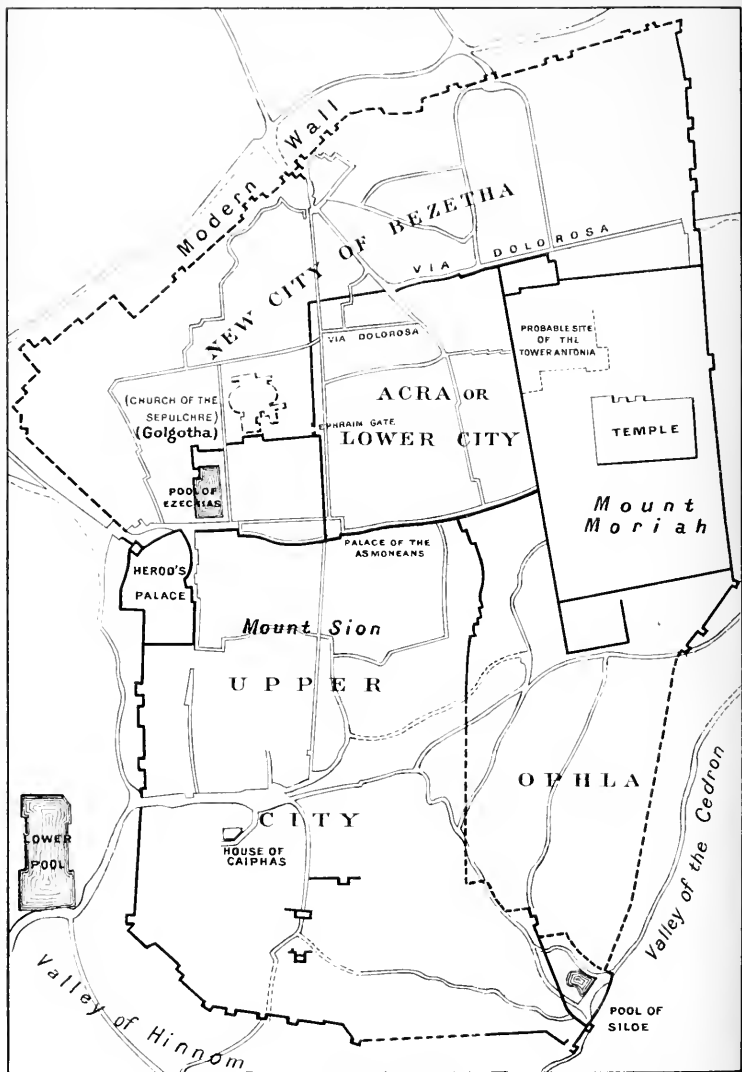 Modern Wall
NEW CITY OF BEZETHA
VIA DOLOROSA
VIA DOLOROSA
PROBABLE SITE
OF THE
TOWER ANTONIA
(CHURCH OF THE
SEPULCHRE)
(Golgotha)
ACRA OR
EPHRAIM GATE
LOWER CITY
TEMPLE
POOL OF
EZECHIAS
Mount
Moriah
PALACE OF THE
ASMONEANS
HEROD'S
PALACE
Mount Sion
UPPER
OPHLA
CITY
LOWER
POOL
HOUSE OF
CAIPHAS
Valley of the Cedron
Valley of Hinnom
POOL OF
SILOE